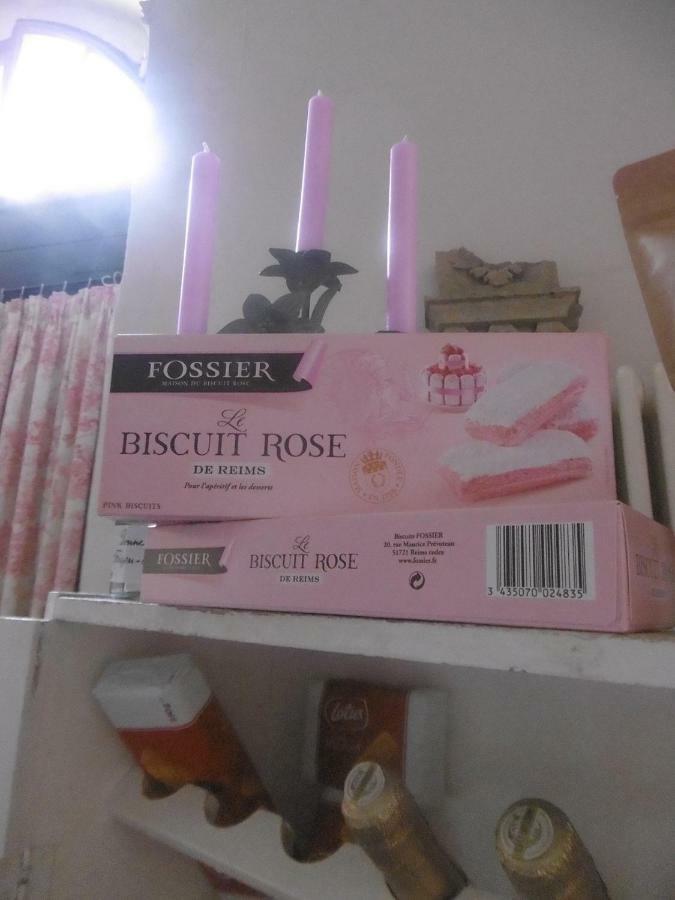 FOSSIER
MAISON DU BISCUIT ROSE
Le
BISCUIT ROSE
DE REIMS
Pour l'apéritif et les desserts
PINK BISCUITS
FOSSIER
Le
BISCUIT ROSE
DE REIMS
Biscuits FOSSIER
20, rue Maurice Prévoteau
51721 Reims cedex
www.fossier.fr
3 435070 024835
BISCUIT ROSE
Lotus